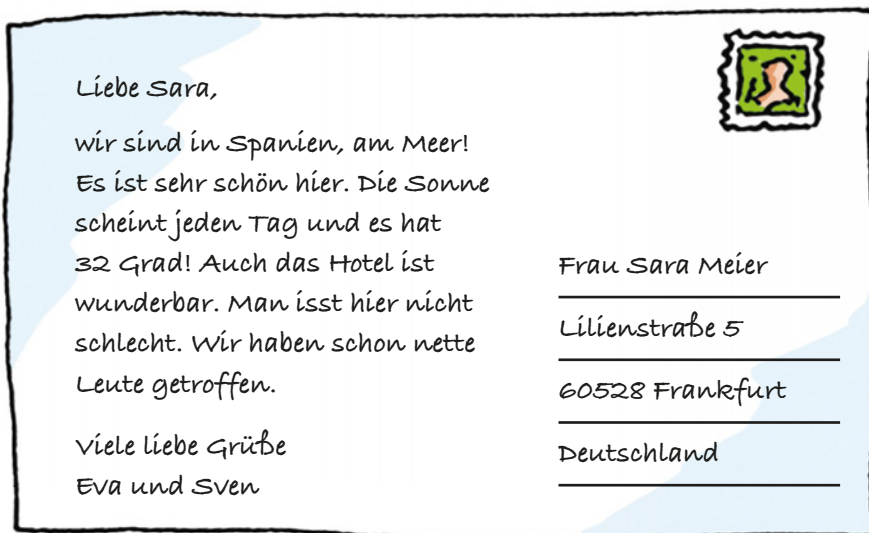 Liebe Sara,
wir sind in Spanien, am Meer!
Es ist sehr schön hier. Die Sonne
scheint jeden Tag und es hat
32 Grad! Auch das Hotel ist
wunderbar. Man isst hier nicht
schlecht. Wir haben schon nette
Leute getroffen.
Viele liebe Grüße
Eva und Sven
Frau Sara Meier
Lilienstraße 5
60528 Frankfurt
Deutschland